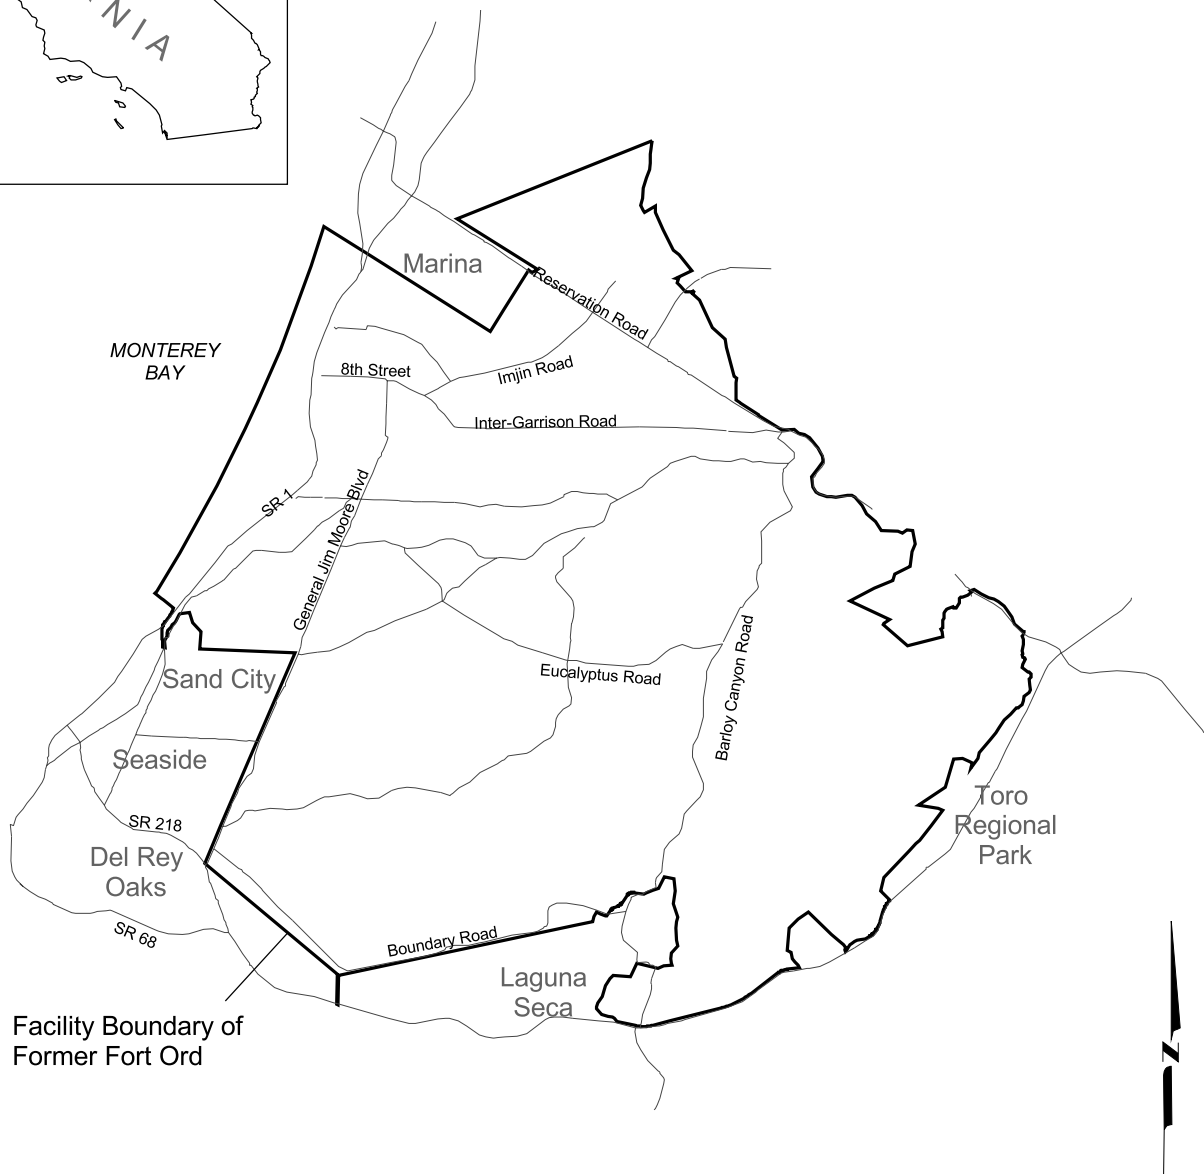 NIA
Marina
Reservation Road
MONTEREY
BAY
8th Street
Imjin Road
Inter-Garrison Road
SR 1
General Jim Moore Blvd
Sand City
Eucalyptus Road
Barloy Canyon Road
Seaside
SR 218
Toro
Regional
Park
Del Rey
Oaks
SR 68
Boundary Road
Laguna
Seca
Facility Boundary of
Former Fort Ord
N